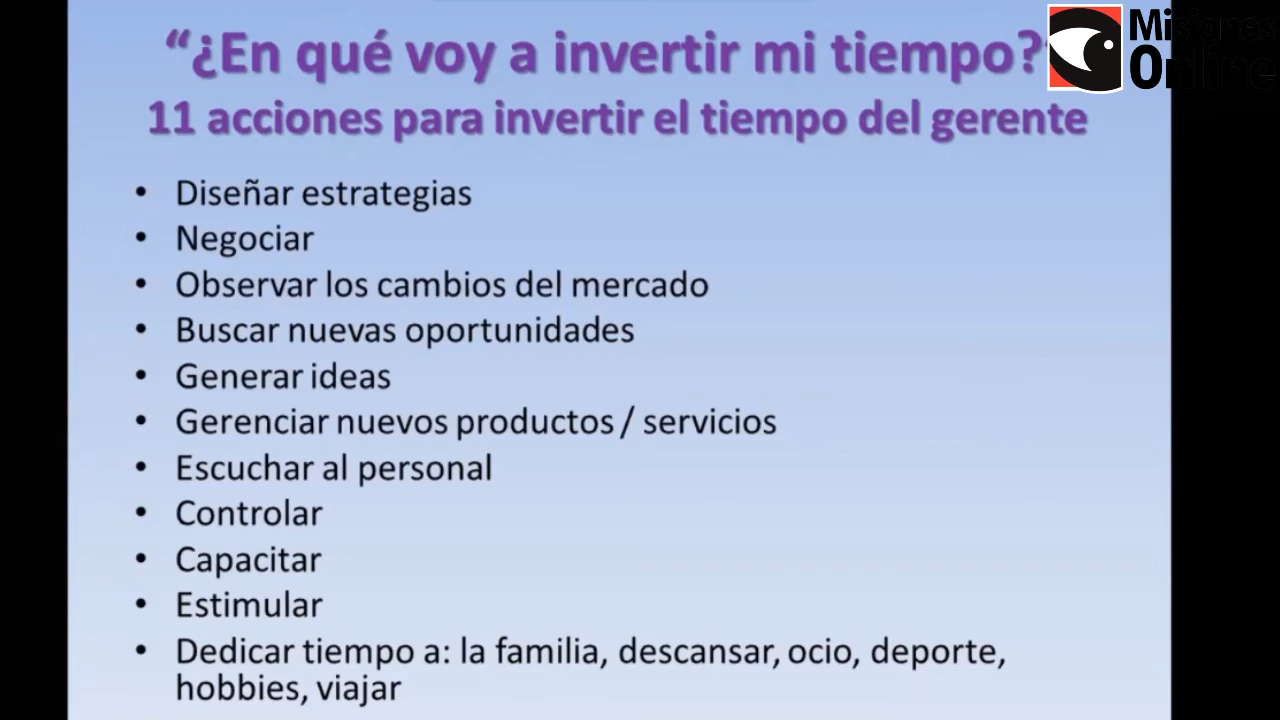 “¿En qué voy a invertir mi tiempo?”
11 acciones para invertir el tiempo del gerente
Misiones
Online
• Diseñar estrategias
• Negociar
• Observar los cambios del mercado
• Buscar nuevas oportunidades
• Generar ideas
• Gerenciar nuevos productos / servicios
• Escuchar al personal
• Controlar
• Capacitar
• Estimular
• Dedicar tiempo a: la familia, descansar, ocio, deporte,
hobbies, viajar